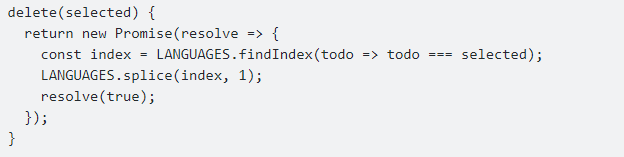 delete(selected) {
  return new Promise(resolve => {
    const index = LANGUAGES.findIndex(todo => todo === selected);
    LANGUAGES.splice(index, 1);
    resolve(true);
  });
}